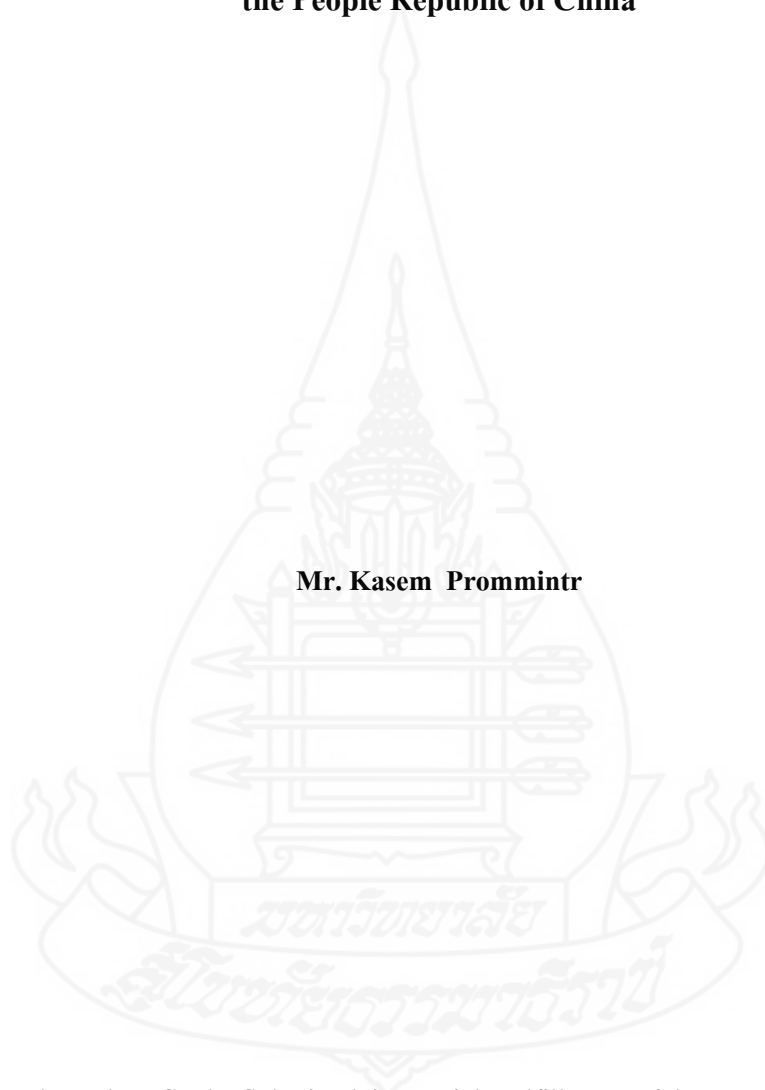 the People Republic of China
Mr. Kasem Prommintr
มหาวิทยาลัย
สุโขทัยธรรมาธิราช